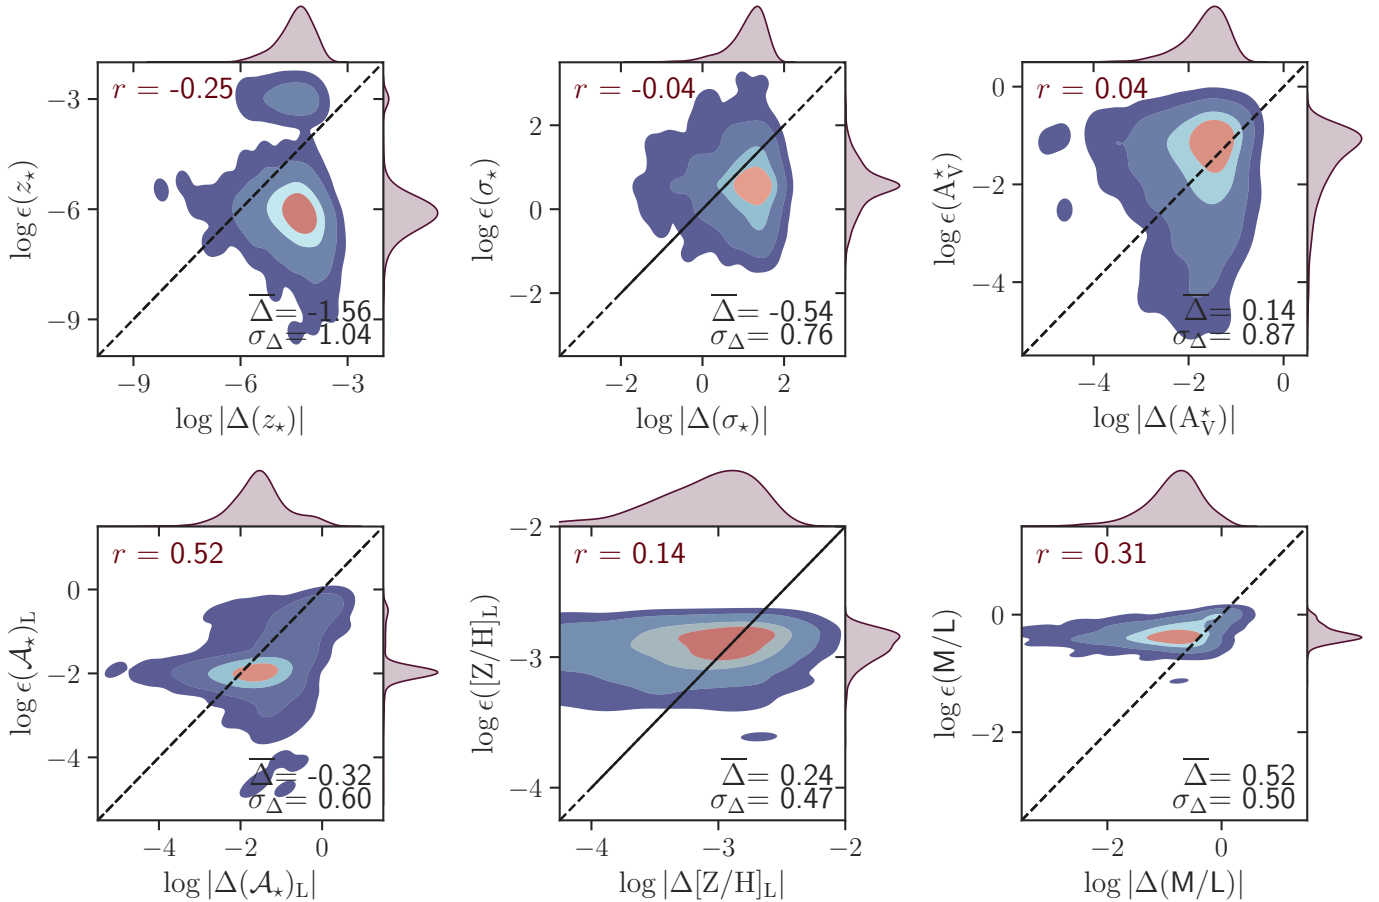 r = -0.25
−3
−6
−9
log ϵ(z⋆)
Δ̅= -1.56
σΔ= 1.04
−9 −6 −3
log |Δ(z⋆)|
r = -0.04
2
0
−2
log ϵ(σ⋆)
Δ̅= -0.54
σΔ= 0.76
−2 0 2
log |Δ(σ⋆)|
r = 0.04
0
−2
−4
log ϵ(A⋆V)
Δ̅= 0.14
σΔ= 0.87
−4 −2 0
log |Δ(A⋆V)|
r = 0.52
0
−2
−4
log ϵ(𝒜⋆)L
Δ̅= -0.32
σΔ= 0.60
−4 −2 0
log |Δ(𝒜⋆)L|
r = 0.14
−2
−3
−4
log ϵ([Z/H]L)
Δ̅= 0.24
σΔ= 0.47
−4 −3 −2
log |Δ[Z/H]L|
r = 0.31
0
−2
log ϵ(M/L)
Δ̅= 0.52
σΔ= 0.50
−2 0
log |Δ(M/L)|